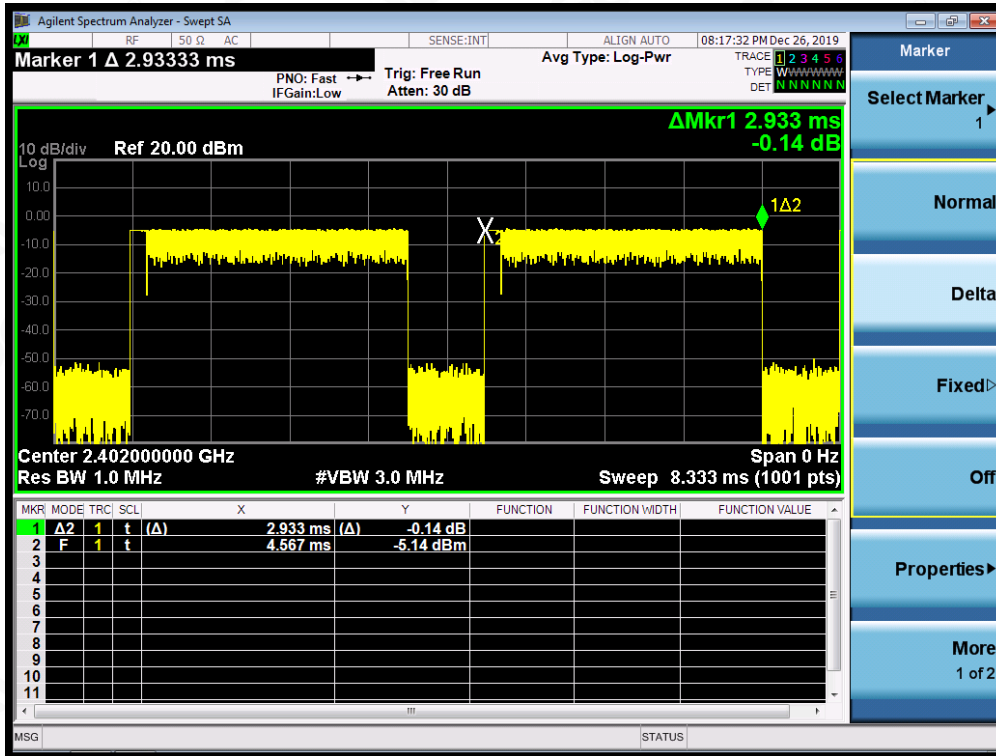 Agilent Spectrum Analyzer - Swept SA
LXI RF 50 Ω AC SENSE:INT ALIGN AUTO 08:17:32 PM Dec 26, 2019
Marker 1 Δ 2.93333 ms
PNO: Fast
IFGain:Low
Trig: Free Run
Atten: 30 dB
Avg Type: Log-Pwr
TRACE 1 2 3 4 5 6
TYPE WWWWWWW
DET N N N N N N
ΔMkr1 2.933 ms
-0.14 dB
10 dB/div Ref 20.00 dBm
Log
10.0
0.00
-10.0
-20.0
-30.0
-40.0
-50.0
-60.0
-70.0
1Δ2
2
Center 2.402000000 GHz Span 0 Hz
Res BW 1.0 MHz #VBW 3.0 MHz Sweep 8.333 ms (1001 pts)
MKR MODE TRC SCL X Y FUNCTION FUNCTION WIDTH FUNCTION VALUE
1 Δ2 1 t (Δ) 2.933 ms (Δ) -0.14 dB
2 F 1 t 4.567 ms -5.14 dBm
3
4
5
6
7
8
9
10
11
MSG STATUS
Marker
Select Marker
1
Normal
Delta
Fixed
Off
Properties
More
1 of 2